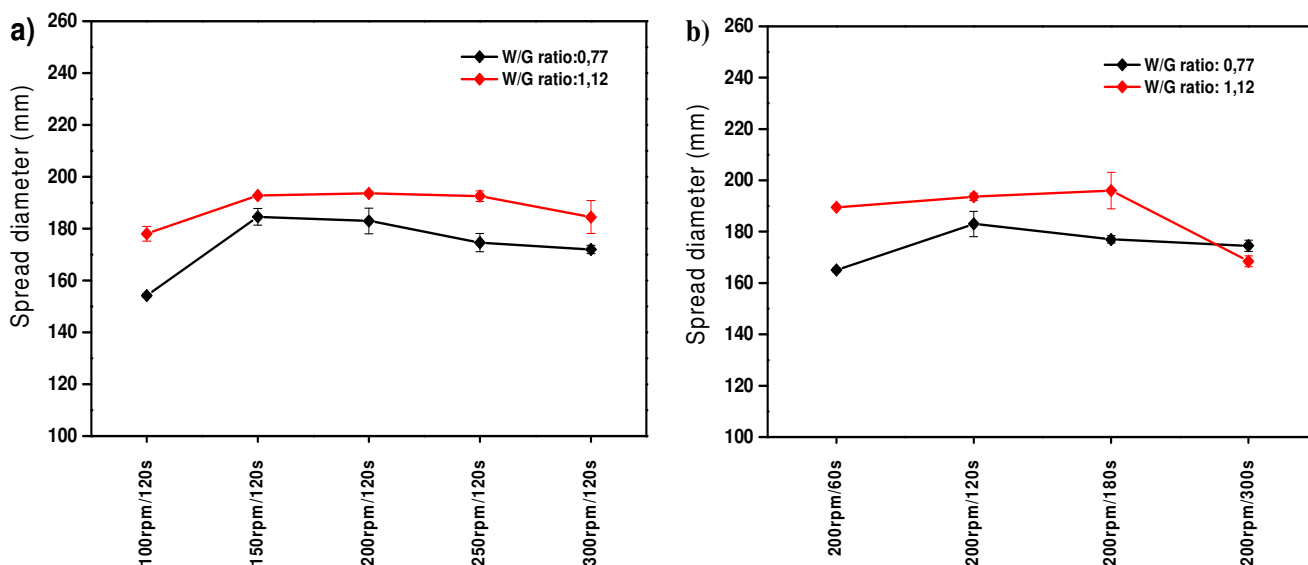 a)
W/G ratio:0,77
W/G ratio:1,12
Spread diameter (mm)
260
240
220
200
180
160
140
120
100
100rpm/120s
150rpm/120s
200rpm/120s
250rpm/120s
300rpm/120s
b)
W/G ratio: 0,77
W/G ratio: 1,12
Spread diameter (mm)
260
240
220
200
180
160
140
120
100
200rpm/60s
200rpm/120s
200rpm/180s
200rpm/300s